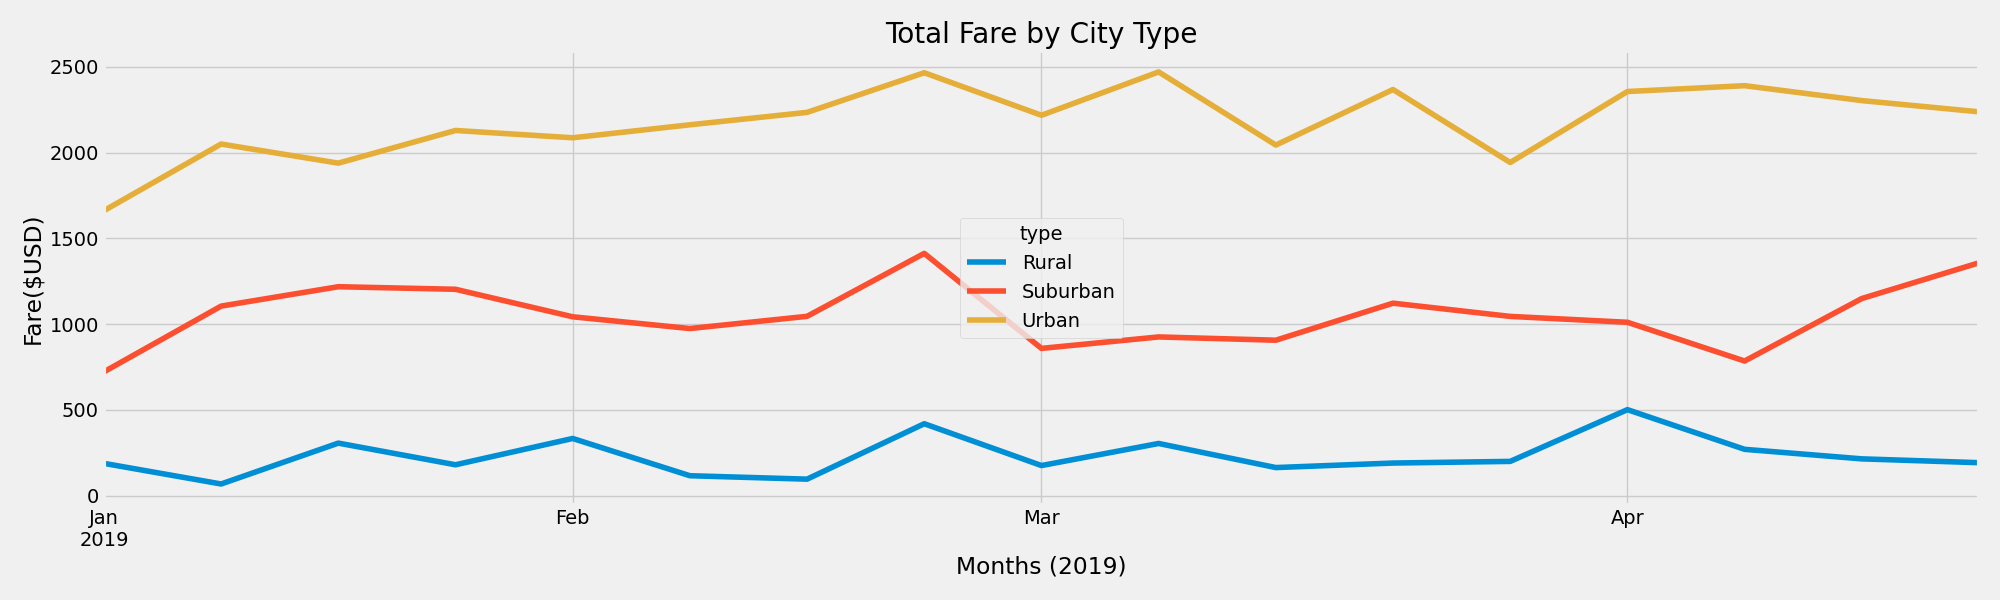 Total Fare by City Type
Fare($USD)
2500
2000
1500
1000
500
0
type
Rural
Suburban
Urban
Jan Feb Mar Apr
2019
Months (2019)